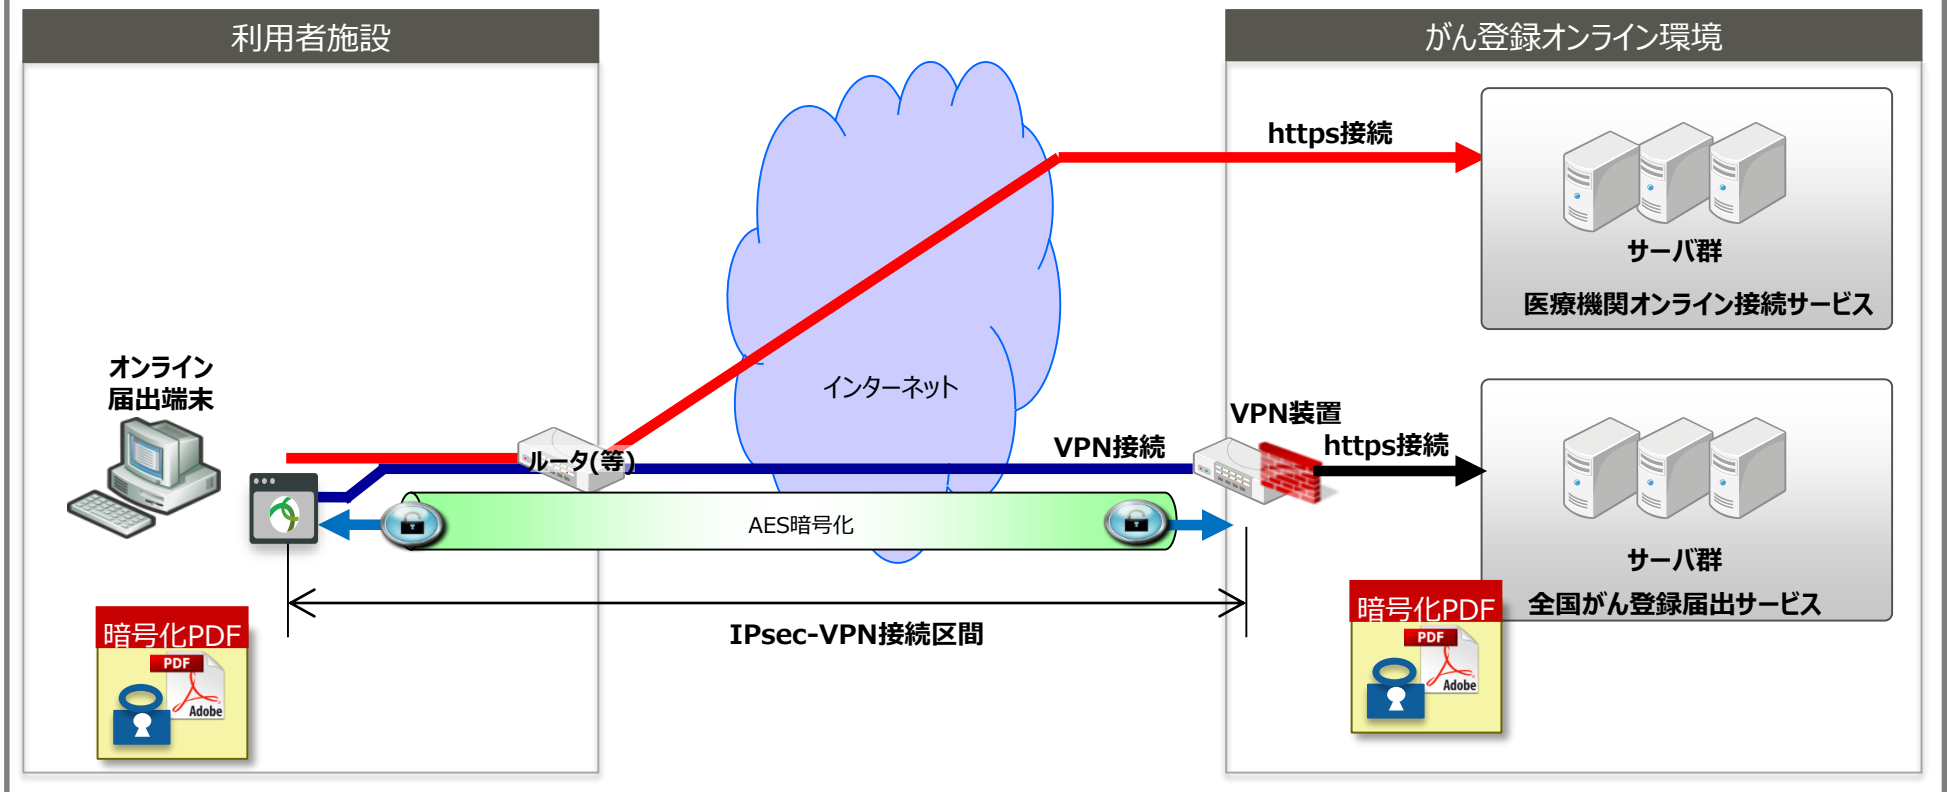 利用者施設
がん登録オンライン環境
https接続
サーバ群
医療機関オンライン接続サービス
オンライン
届出端末
インターネット
ルータ(等)
VPN接続
VPN装置
https接続
AES暗号化
サーバ群
全国がん登録届出サービス
IPsec-VPN接続区間
暗号化PDF
PDF
Adobe
暗号化PDF
PDF
Adobe